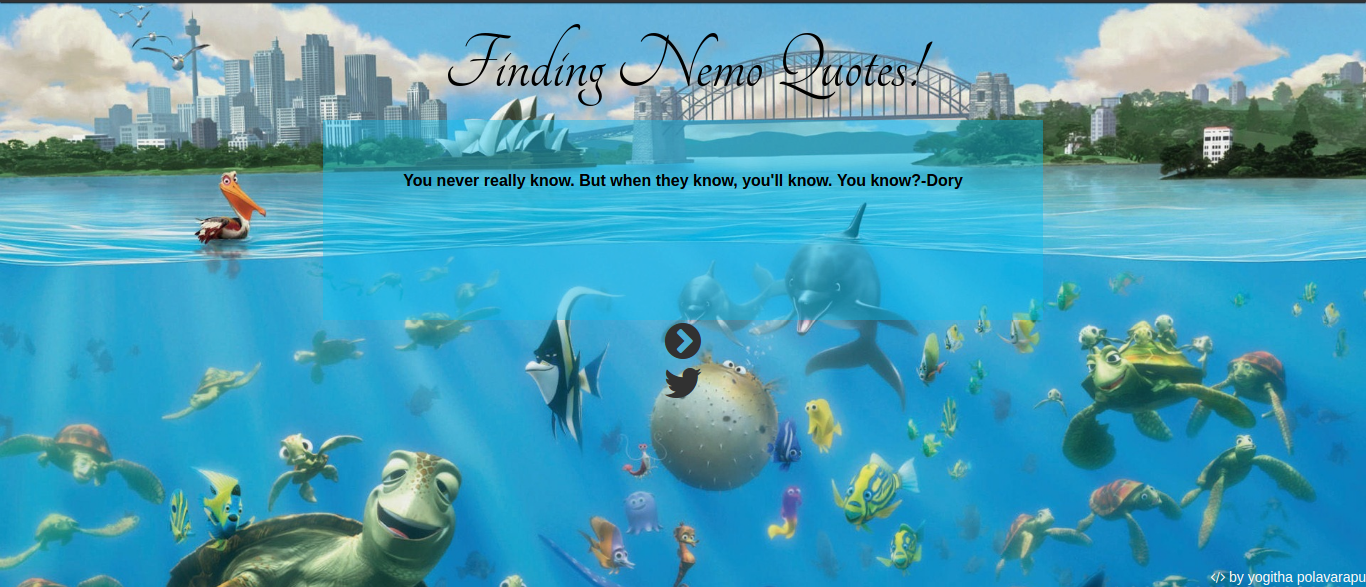 Finding Nemo Quotes!
You never really know. But when they know, you'll know. You know?-Dory
</> by yogitha polavarapu